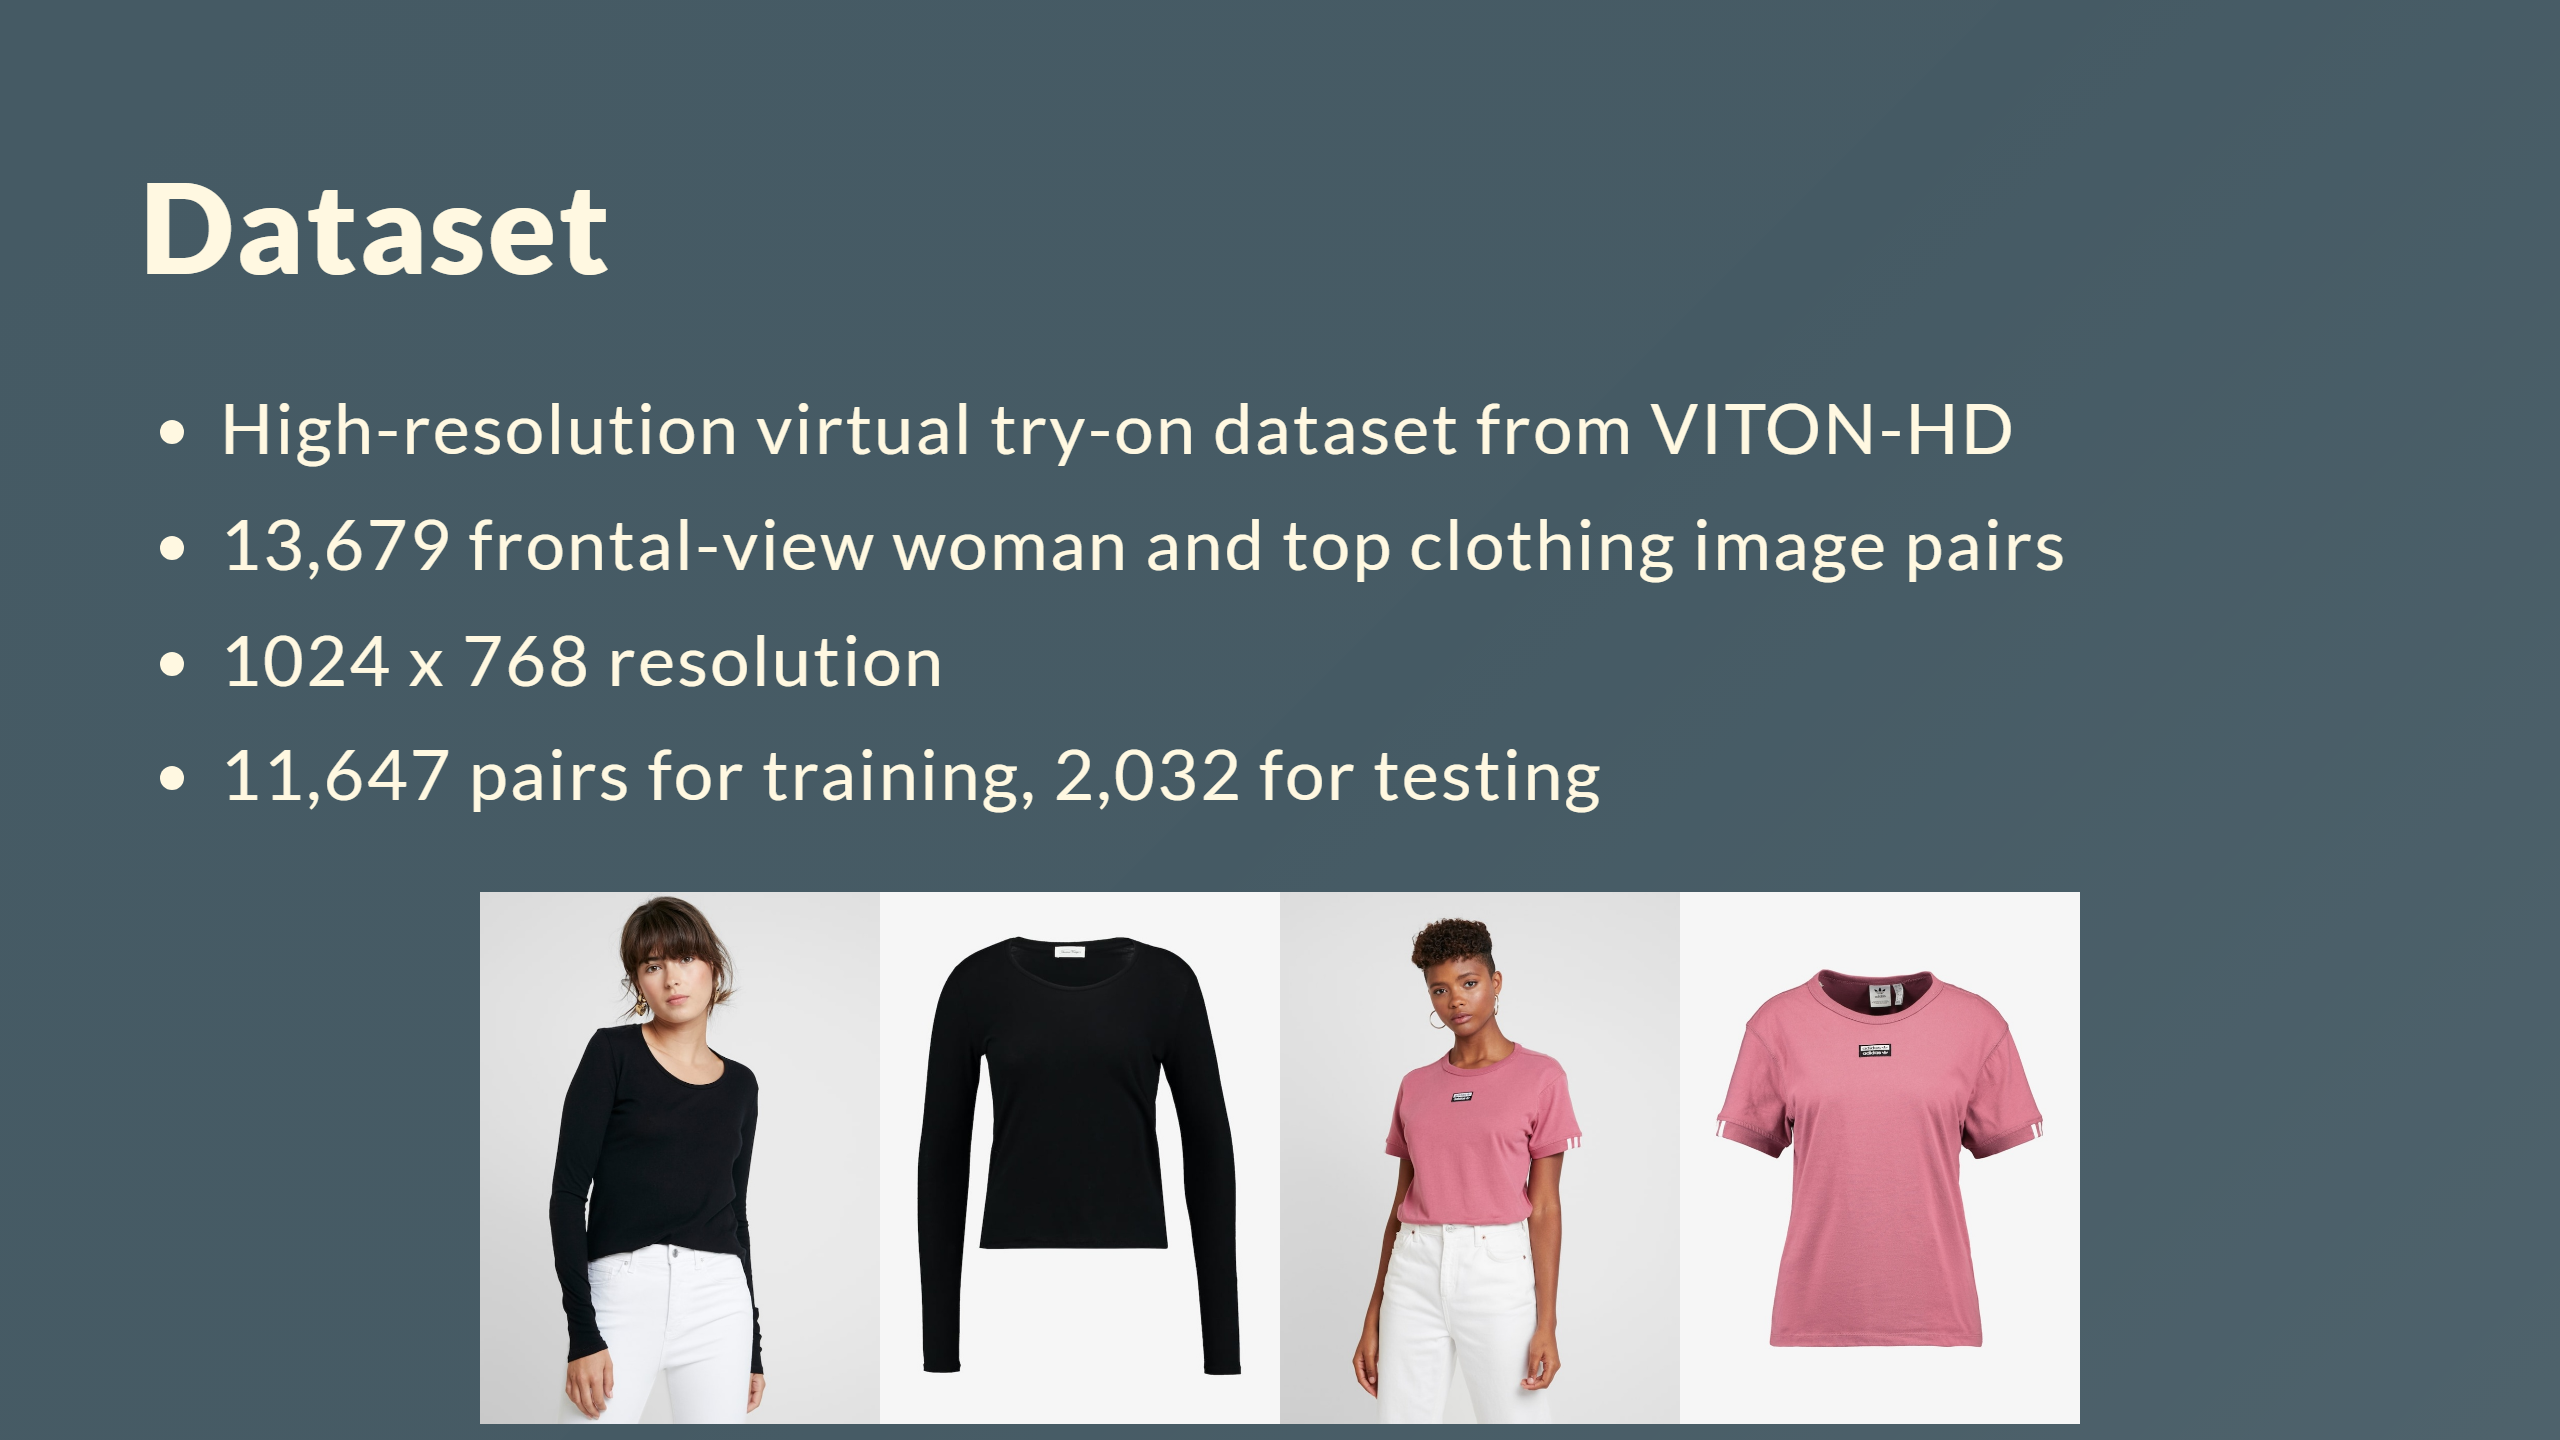 Dataset
High-resolution virtual try-on dataset from VITON-HD
13,679 frontal-view woman and top clothing image pairs
1024 x 768 resolution
11,647 pairs for training, 2,032 for testing
adidas